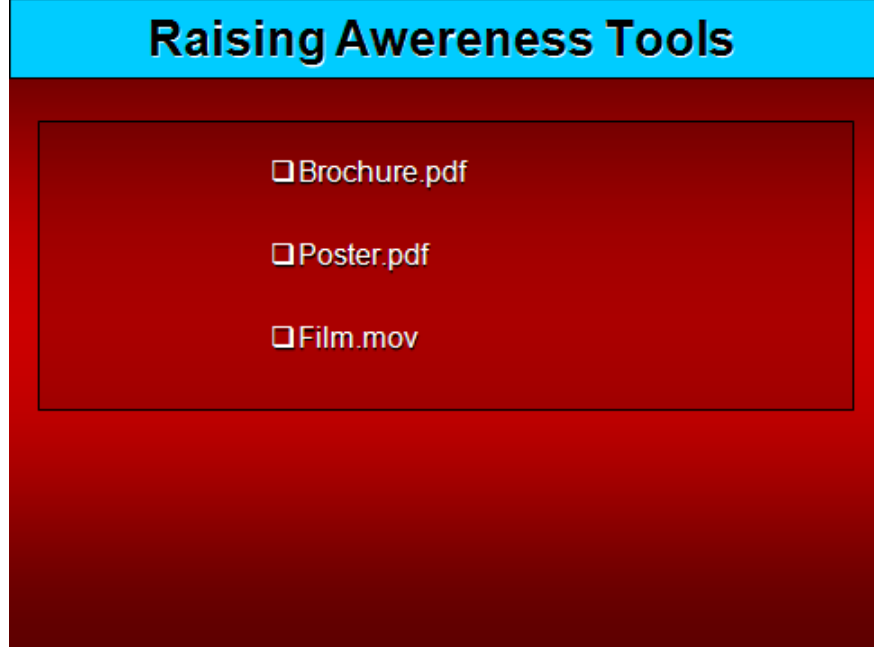 Raising Awereness Tools
❑Brochure.pdf
❑Poster.pdf
❑Film.mov